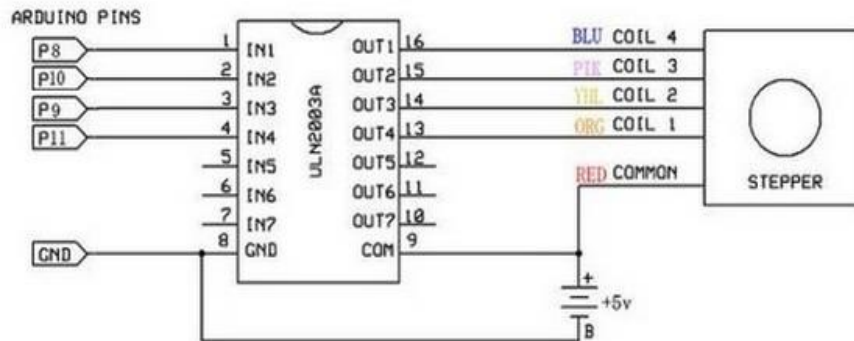 ARDUINO PINS
P8 1 IN1 OUT1 16 BLU COIL 4
P10 2 IN2 OUT2 15 PIK COIL 3
P9 3 IN3 OUT3 14 YHL COIL 2
P11 4 IN4 OUT4 13 ORG COIL 1
5 IN5 OUT5 12
6 IN6 OUT6 11
7 IN7 OUT7 10
GND 8 GND COM 9
ULN2003A
RED COMMON
STEPPER
+
+5v
B